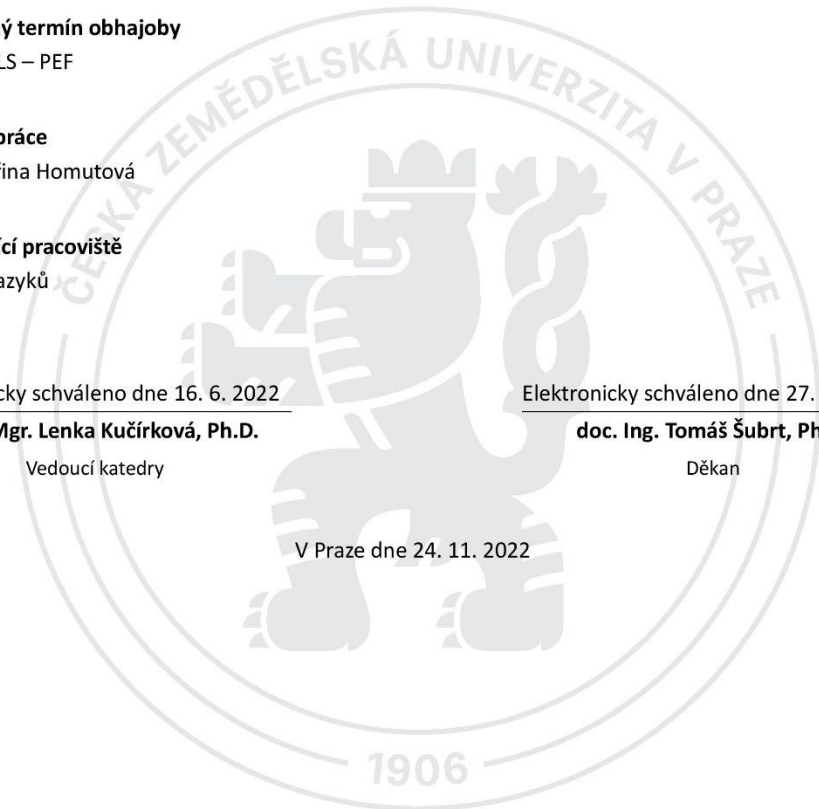 ý termín obhajoby
LS – PEF
práce
řina Homutová
ící pracoviště
azyků
ČESKÁ ZEMĚDĚLSKÁ UNIVERZITA V PRAZE
cky schváleno dne 16. 6. 2022
Elektronicky schváleno dne 27.
Mgr. Lenka Kučírková, Ph.D.
doc. Ing. Tomáš Šubrt, Ph
Vedoucí katedry
Děkan
V Praze dne 24. 11. 2022
1906